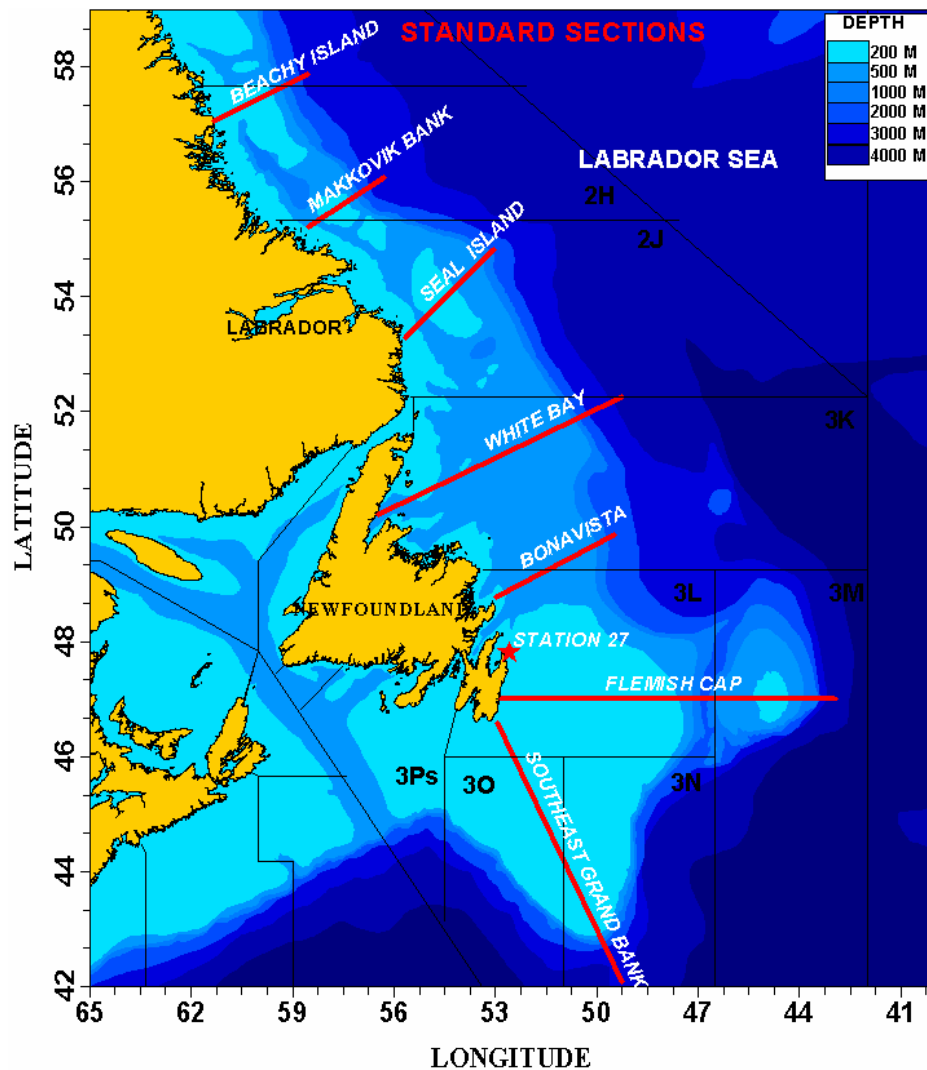 STANDARD SECTIONS
DEPTH
200 M
500 M
1000 M
2000 M
3000 M
4000 M
BEACHY ISLAND
MAKKOVIK BANK
LABRADOR SEA
2H
2J
SEAL ISLAND
LABRADOR
WHITE BAY
3K
BONAVISTA
3L
3M
NEWFOUNDLAND
STATION 27
FLEMISH CAP
3Ps
3O
3N
SOUTHEAST GRAND BANK
58
56
54
52
50
48
46
44
42
LATITUDE
65
62
59
56
53
50
47
44
41
LONGITUDE